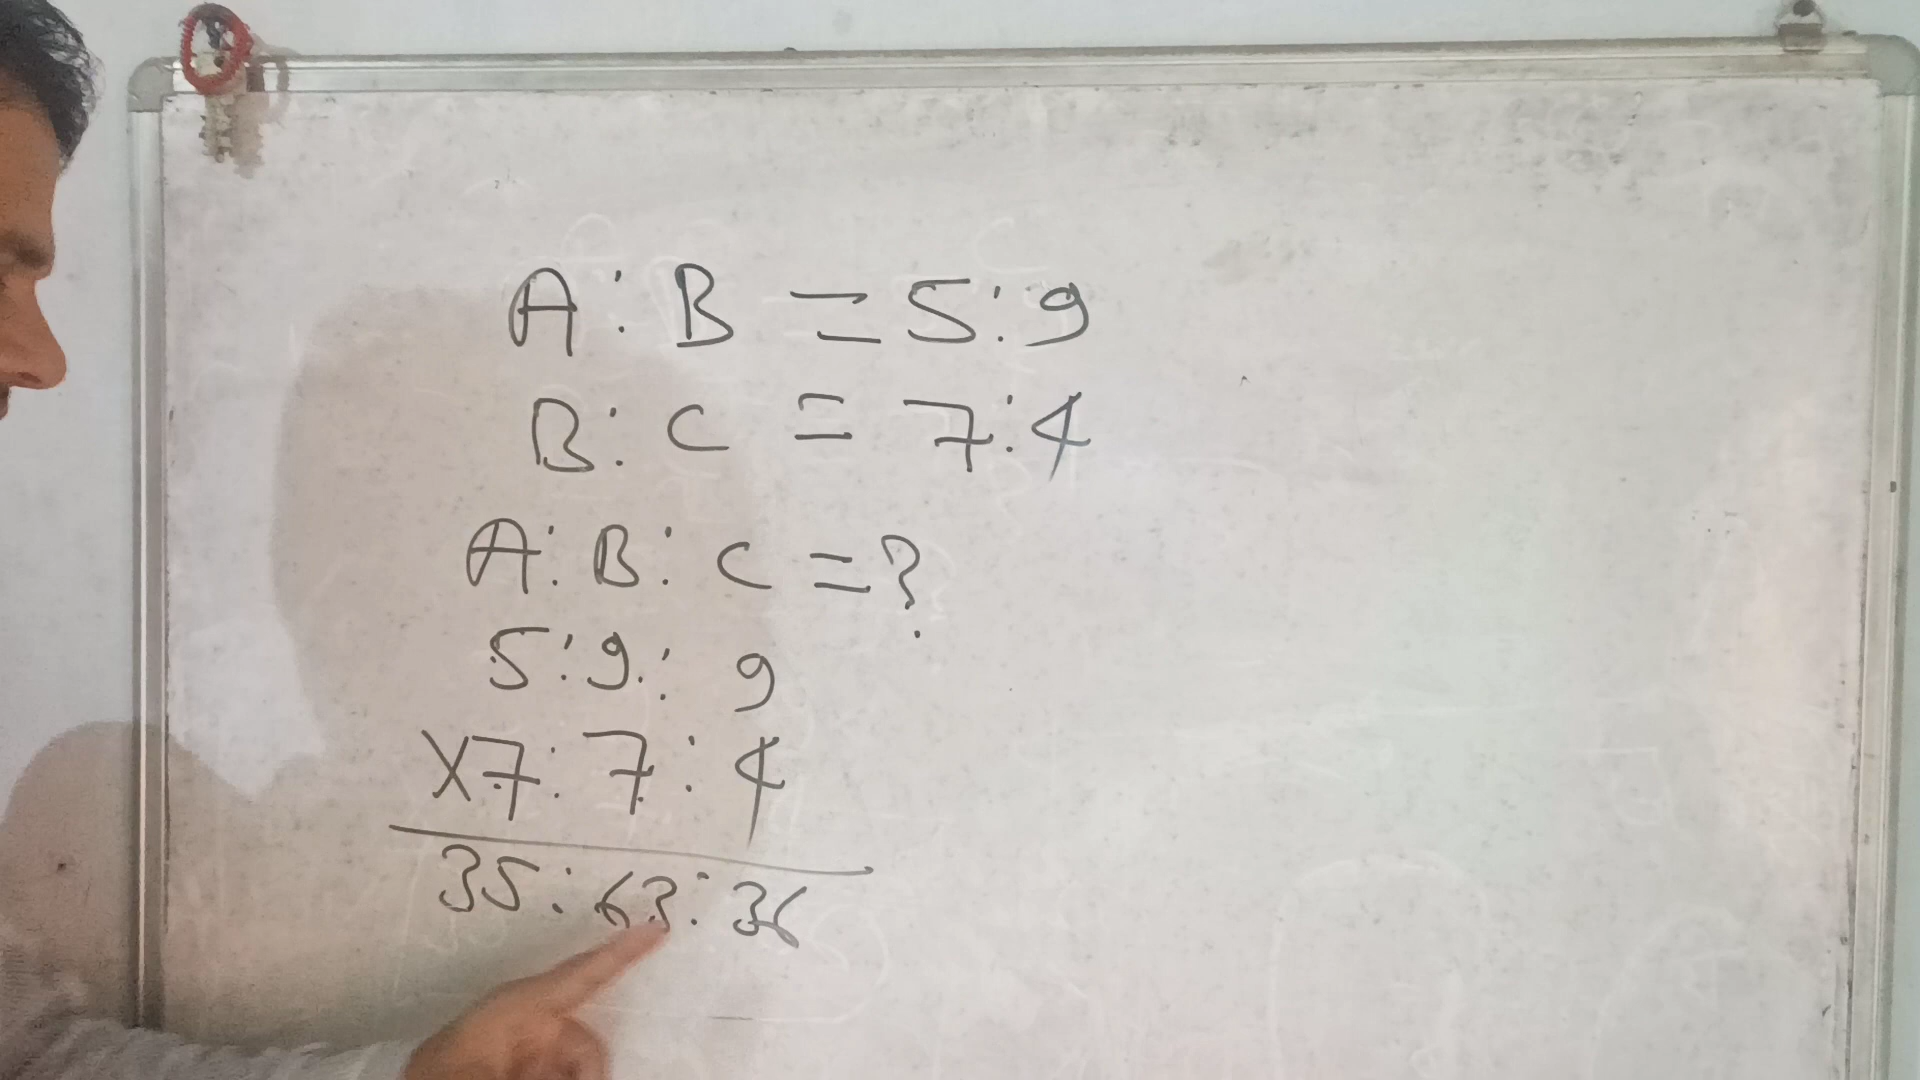 A : B = 5 : 9
B : C = 7 : 4
A : B : C = ?
5 : 9 : 9
X7 : 7 : 4
35 : 63 : 36